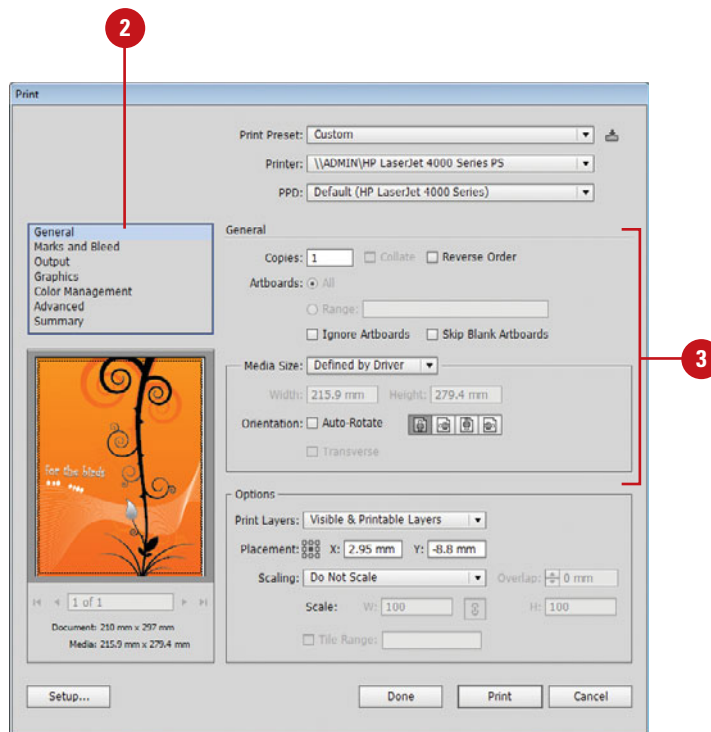 2
Print
Print Preset: Custom
Printer: \\ADMIN\HP LaserJet 4000 Series PS
PPD: Default (HP LaserJet 4000 Series)
General
Marks and Bleed
Output
Graphics
Color Management
Advanced
Summary
General
Copies: 1 Collate Reverse Order
Artboards: All
Range:
Ignore Artboards Skip Blank Artboards
Media Size: Defined by Driver
Width: 215.9 mm Height: 279.4 mm
Orientation: Auto-Rotate
Transverse
3
for the birds
1 of 1
Document: 210 mm x 297 mm
Media: 215.9 mm x 279.4 mm
Options
Print Layers: Visible & Printable Layers
Placement: X: 2.95 mm Y: -8.8 mm
Scaling: Do Not Scale Overlap: 0 mm
Scale: W: 100 H: 100
Tile Range:
Setup... Done Print Cancel